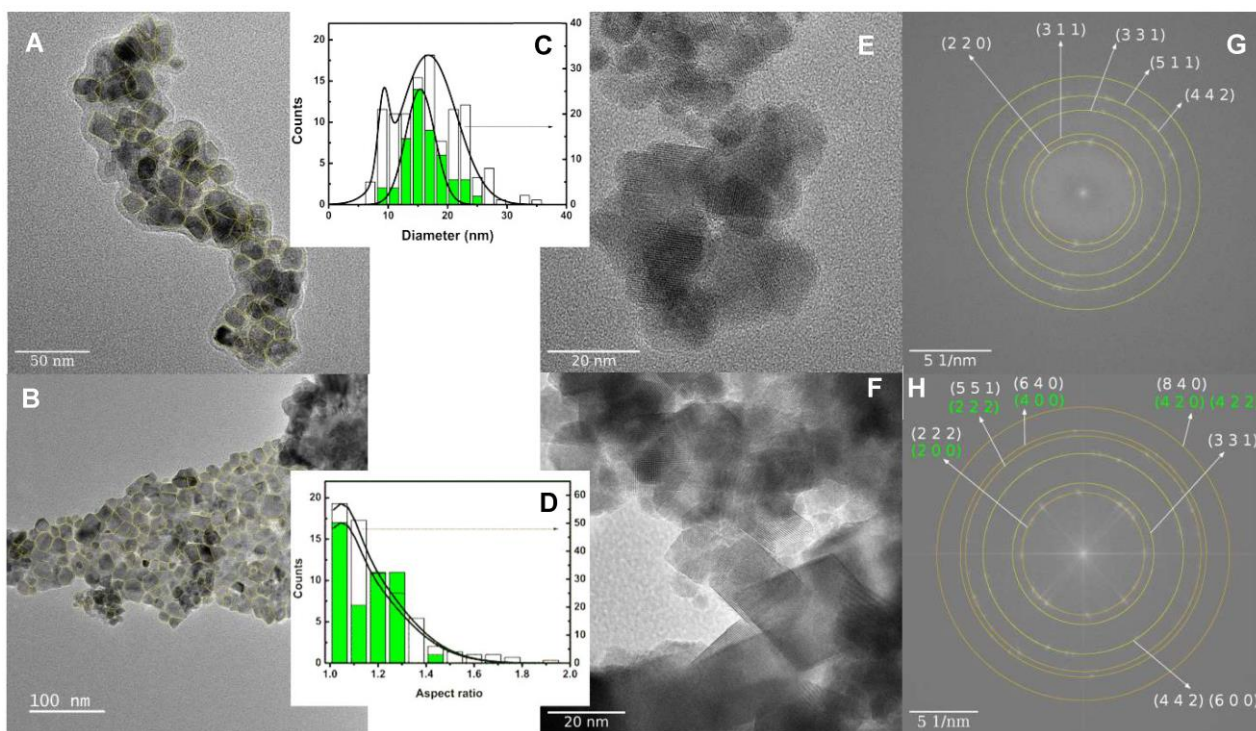 A
50 nm
B
100 nm
C
Counts
20
15
10
5
0
40
30
20
10
0
0 10 20 30 40
Diameter (nm)
D
Counts
20
15
10
5
0
60
50
40
30
20
10
0
1.0 1.2 1.4 1.6 1.8 2.0
Aspect ratio
E
20 nm
F
20 nm
G
(2 2 0)
(3 1 1)
(3 3 1)
(5 1 1)
(4 4 2)
5 1/nm
H
(5 5 1)
(2 2 2)
(6 4 0)
(4 0 0)
(8 4 0)
(4 2 0) (4 2 2
(2 2 2)
(2 0 0)
(3 3 1)
(4 4 2) (6 0 0)
5 1/nm